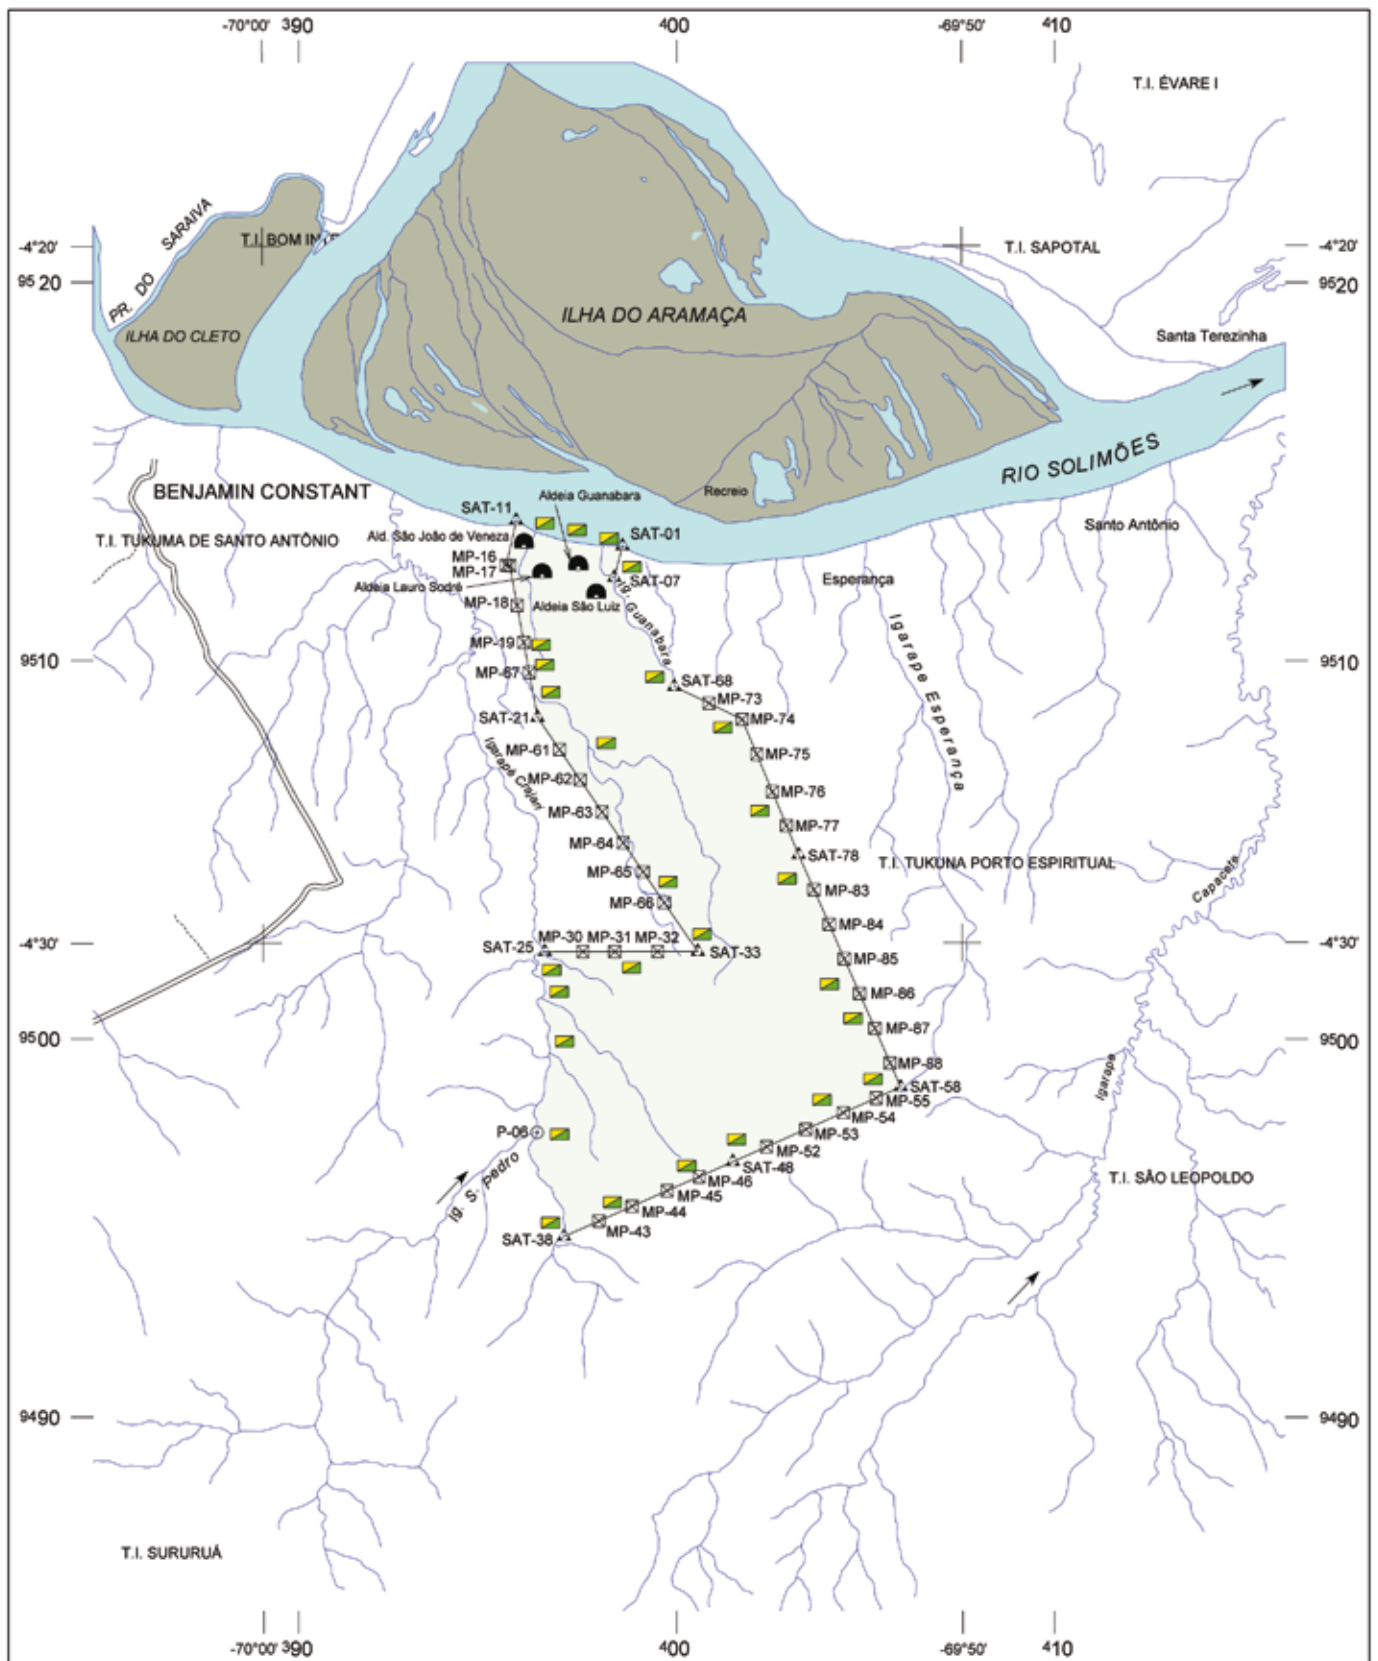 -70°00' 390 400 -69°50' 410
T.I. ÉVARE I
PR. DO SARAIVA
-4°20' T.I. BOM T.I. SAPOTAL -4°20'
9520 9520
ILHA DO ARAMAÇA
ILHA DO CLETO Santa Terezinha
RIO SOLIMÕES
BENJAMIN CONSTANT Aldeia Guanabara Recreio
SAT-11
Santo Antônio
Ald. São João de Veneza SAT-01
T.I. TUKUMA DE SANTO ANTÔNIO
MP-16
MP-17
Esperança
Aldeia Lauro Sodré SAT-07
MP-18 Aldeia São Luiz
Ig. Guanabara
Igarape Esperança
MP-19
9510 9510
MP-67
SAT-68
MP-73
SAT-21 MP-74
Igarapé Crajari
MP-61 MP-75
MP-62 MP-76
MP-63
MP-77
MP-64
SAT-78
T.I. TUKUNA PORTO ESPIRITUAL
Capacete
MP-65
MP-83
MP-66
MP-84
-4°30' MP-30 MP-31 MP-32 -4°30'
SAT-25 SAT-33
MP-85
MP-86
MP-87
9500 9500
MP-88
Igarape
SAT-58
MP-55
MP-54
P-06 MP-53
MP-52
Ig. S. Pedro
SAT-48
MP-46
T.I. SÃO LEOPOLDO
MP-45
MP-44
MP-43
SAT-38
9490 9490
T.I. SURURUÁ
-70°00' 390 400 -69°50' 410